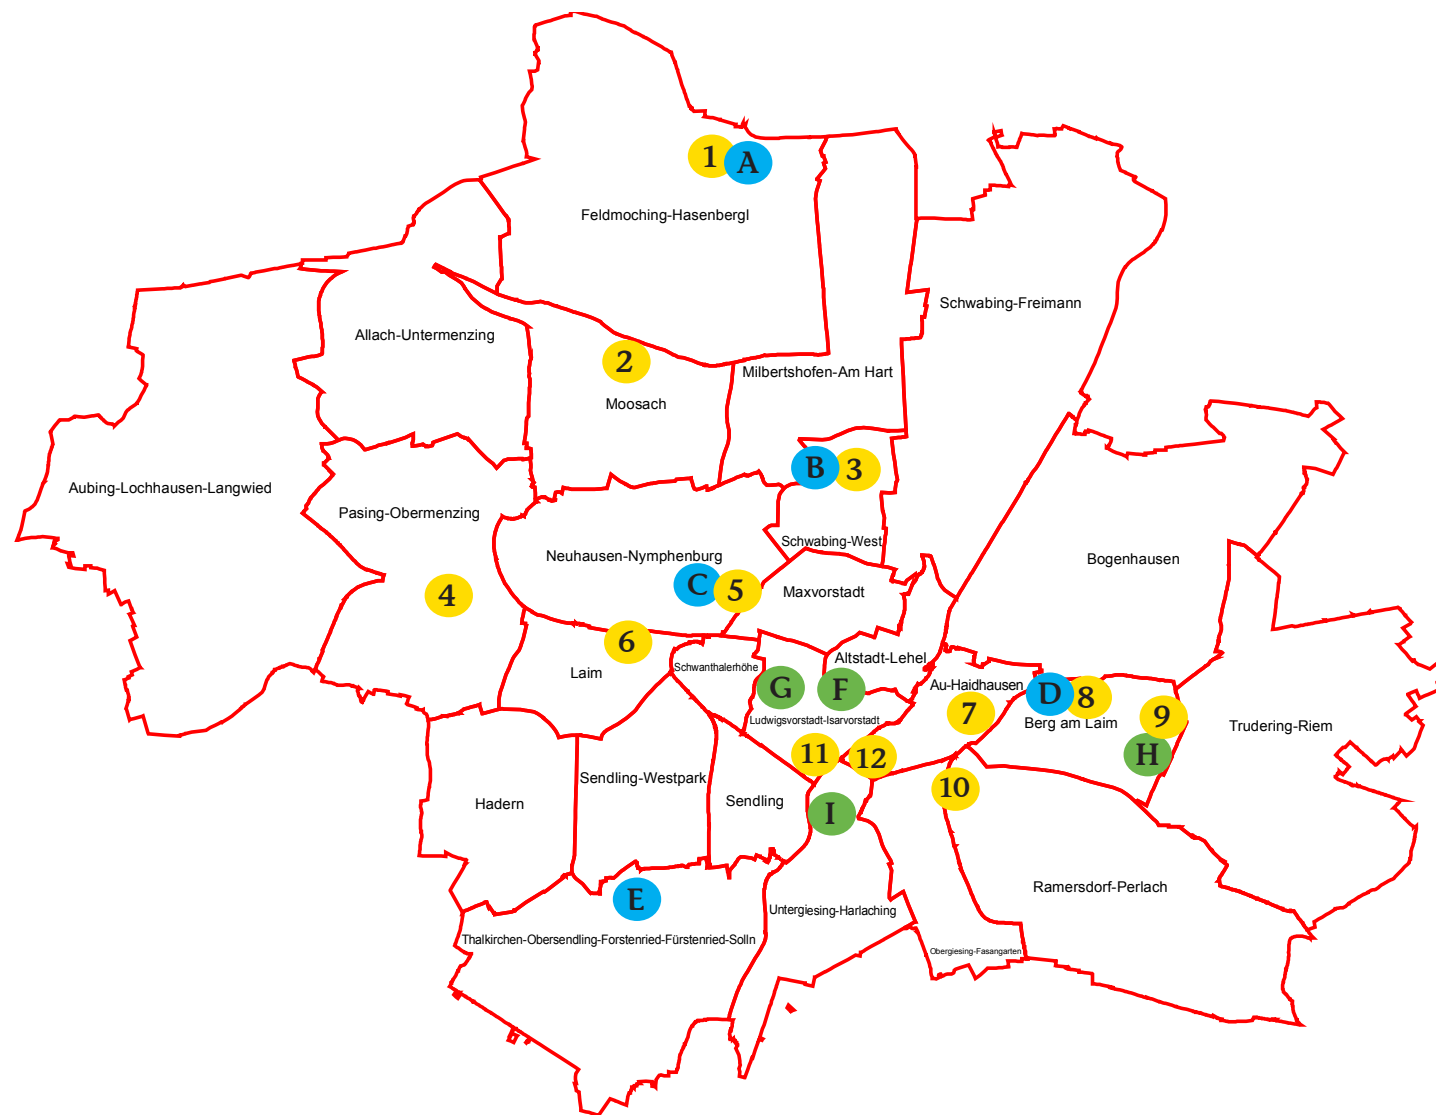 1
A
Feldmoching-Hasenbergl
Schwabing-Freimann
Allach-Untermenzing
2
Milbertshofen-Am Hart
Moosach
B
3
Aubing-Lochhausen-Langwied
Pasing-Obermenzing
Schwabing-West
Neuhausen-Nymphenburg
Bogenhausen
C
5
Maxvorstadt
4
6
Laim
Schwanthalerhöhe
Altstadt-Lehel
G
F
Au-Haidhausen
D
8
Ludwigsvorstadt-Isarvorstadt
7
Berg am Laim
9
Trudering-Riem
11
12
H
Sendling-Westpark
10
Hadern
Sendling
I
Ramersdorf-Perlach
E
Untergiesing-Harlaching
Thalkirchen-Obersendling-Forstenried-Fürstenried-Solln
Obergiesing-Fasangarten